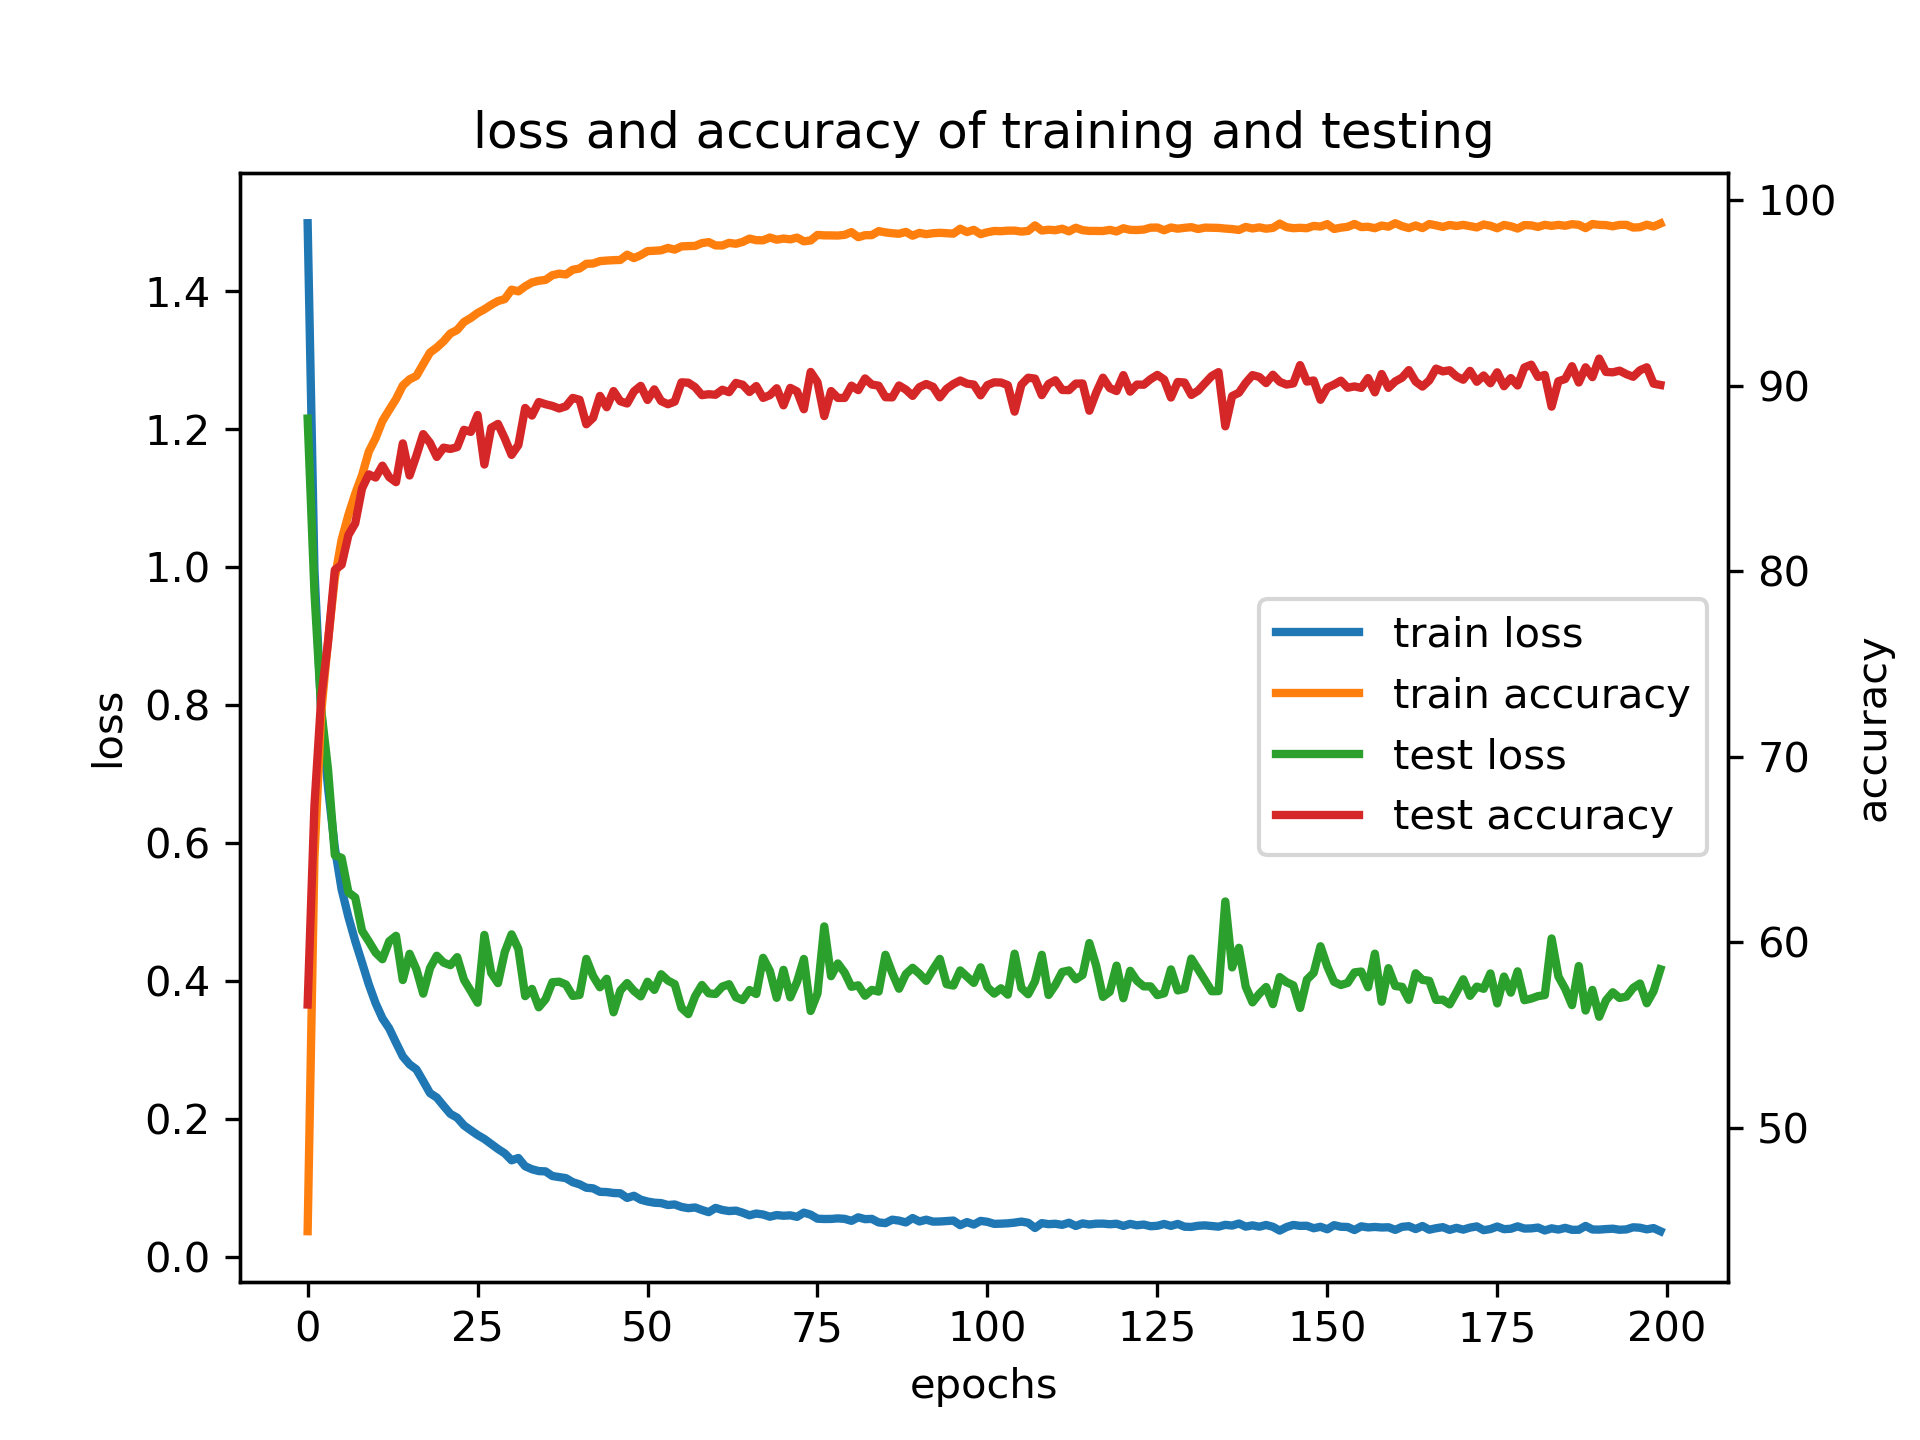 loss and accuracy of training and testing
1.4
1.2
1.0
0.8
0.6
0.4
0.2
0.0
loss
100
90
80
70
60
50
accuracy
train loss
train accuracy
test loss
test accuracy
0 25 50 75 100 125 150 175 200
epochs